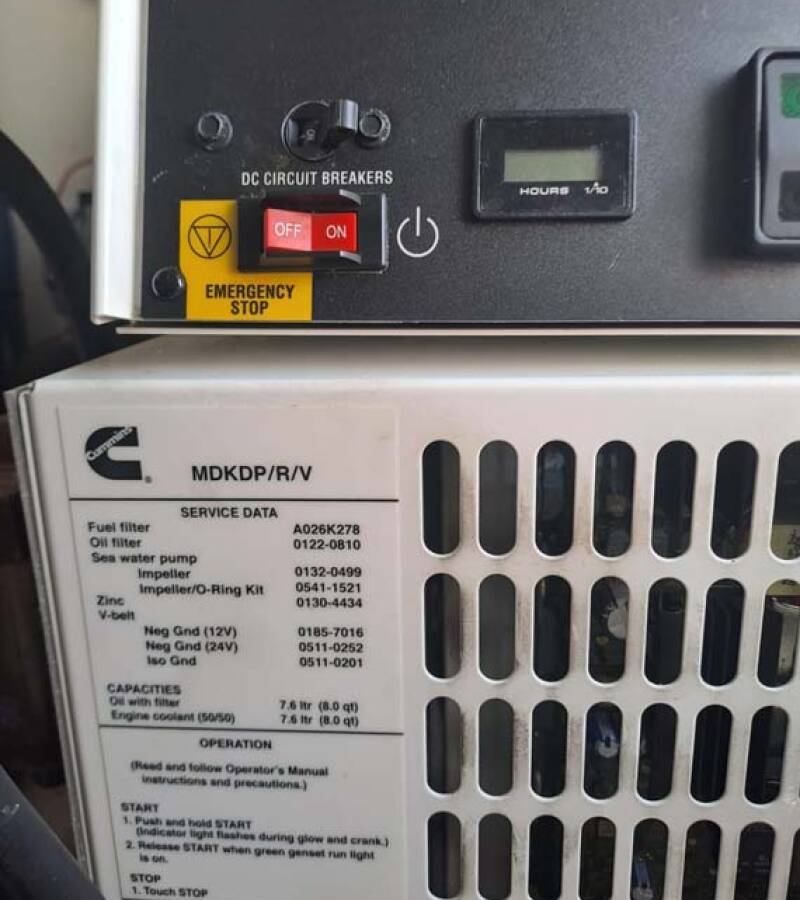 DC CIRCUIT BREAKERS
OFF ON
EMERGENCY
STOP
HOURS 1/10
Cummins
MDKDP/R/V
SERVICE DATA
Fuel filter A026K278
Oil filter 0122-0810
Sea water pump
Impeller 0132-0499
Impeller/O-Ring Kit 0541-1521
Zinc 0130-4434
V-belt
Neg Gnd (12V) 0185-7016
Neg Gnd (24V) 0511-0252
Iso Gnd 0511-0201
CAPACITIES
Oil with filter 7.6 ltr (8.0 qt)
Engine coolant (50/50) 7.6 ltr (8.0 qt)
OPERATION
(Read and follow Operator's Manual
instructions and precautions.)
START
1. Push and hold START
(Indicator light flashes during glow and crank.)
2. Release START when green genset run light
is on.
STOP
1. Touch STOP